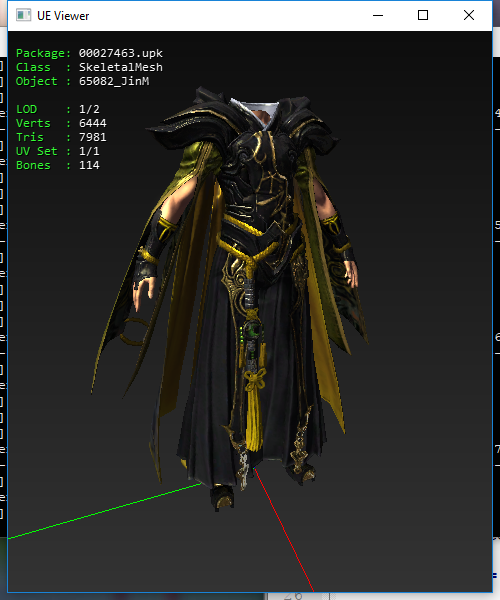 UE Viewer
Package: 00027463.upk
Class : SkeletalMesh
Object : 65082_JinM
LOD : 1/2
Verts : 6444
Tris : 7981
UV Set : 1/1
Bones : 114